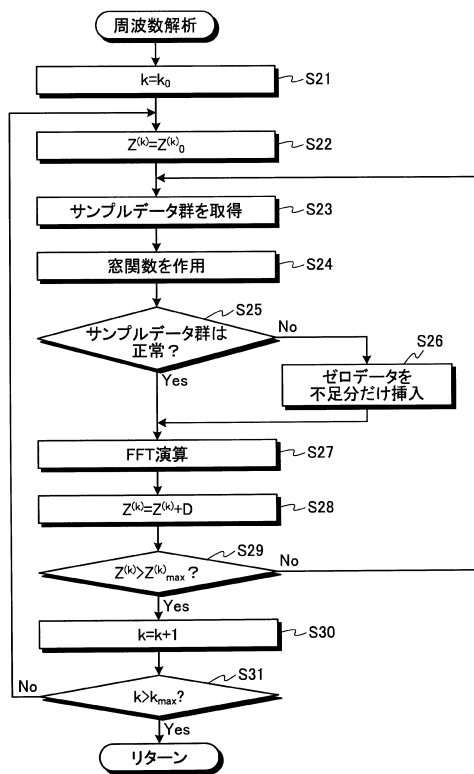 周波数解析
k=k₀
S21
Z⁽ᵏ⁾=Z⁽ᵏ⁾₀
S22
サンプルデータ群を取得
S23
窓関数を作用
S24
S25
サンプルデータ群は
正常？
No
Yes
S26
ゼロデータを
不足分だけ挿入
FFT演算
S27
Z⁽ᵏ⁾=Z⁽ᵏ⁾+D
S28
S29
Z⁽ᵏ⁾>Z⁽ᵏ⁾max？
No
Yes
k=k+1
S30
S31
No
k>kmax?
Yes
リターン